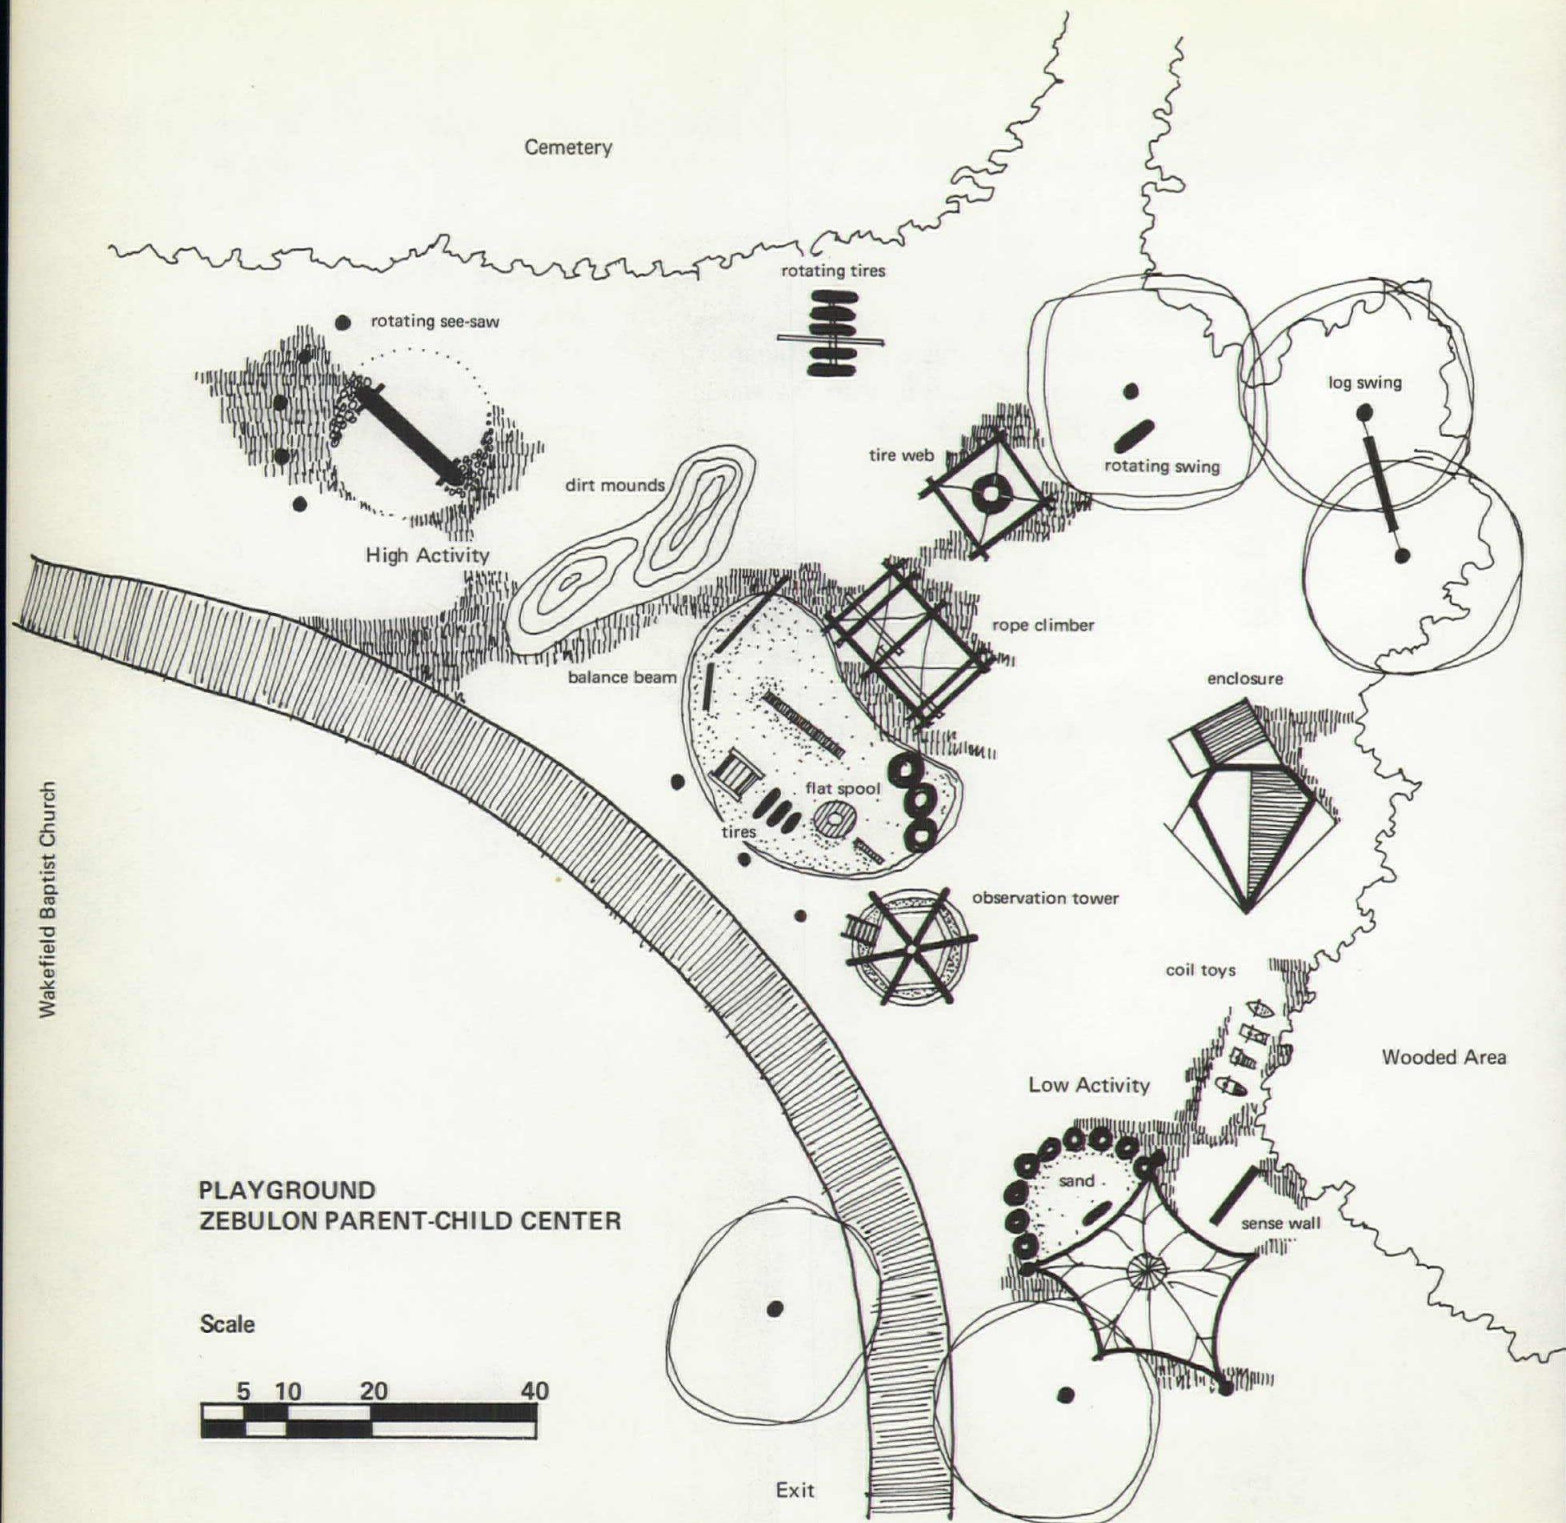 Cemetery
rotating tires
rotating see-saw
log swing
tire web
rotating swing
dirt mounds
High Activity
rope climber
balance beam
enclosure
flat spool
tires
observation tower
Wakefield Baptist Church
coil toys
Wooded Area
Low Activity
sand
sense wall
PLAYGROUND
ZEBULON PARENT-CHILD CENTER
Scale
5 10 20 40
Exit